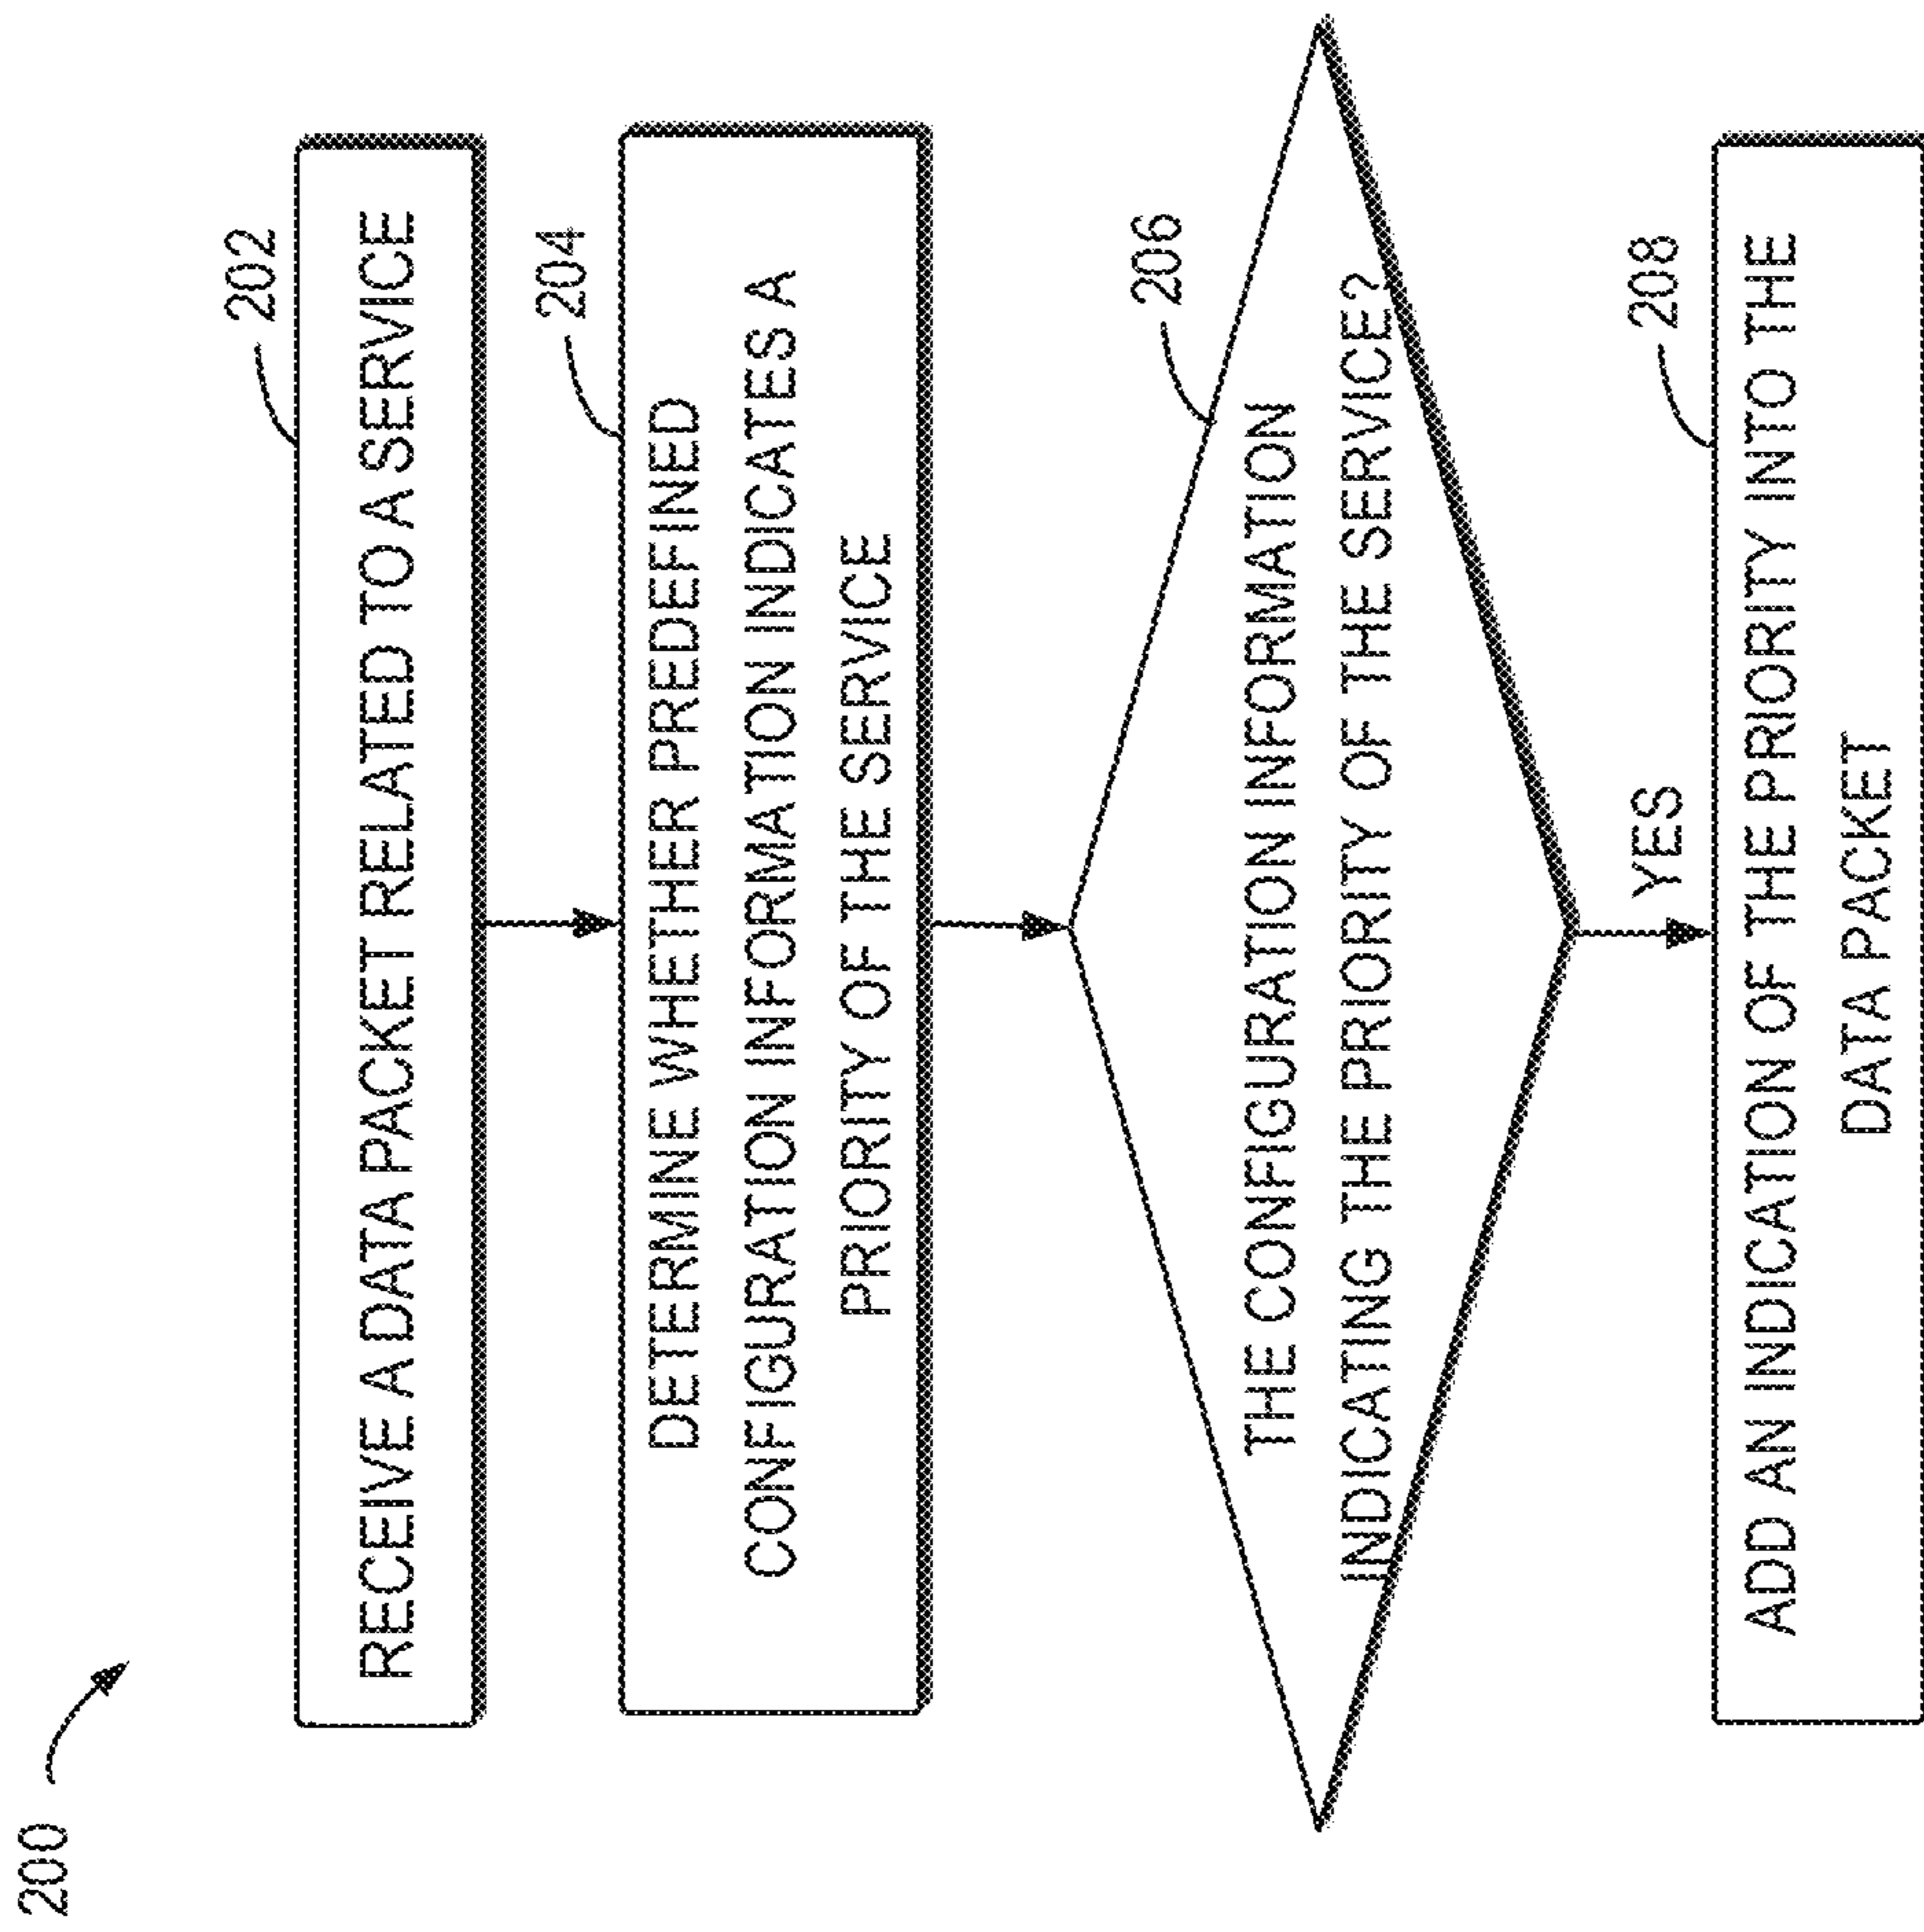 200
202
RECEIVE A DATA PACKET RELATED TO A SERVICE
204
DETERMINE WHETHER PREDEFINED
CONFIGURATION INFORMATION INDICATES A
PRIORITY OF THE SERVICE
206
THE CONFIGURATION INFORMATION
INDICATING THE PRIORITY OF THE SERVICE?
YES
208
ADD AN INDICATION OF THE PRIORITY INTO THE
DATA PACKET